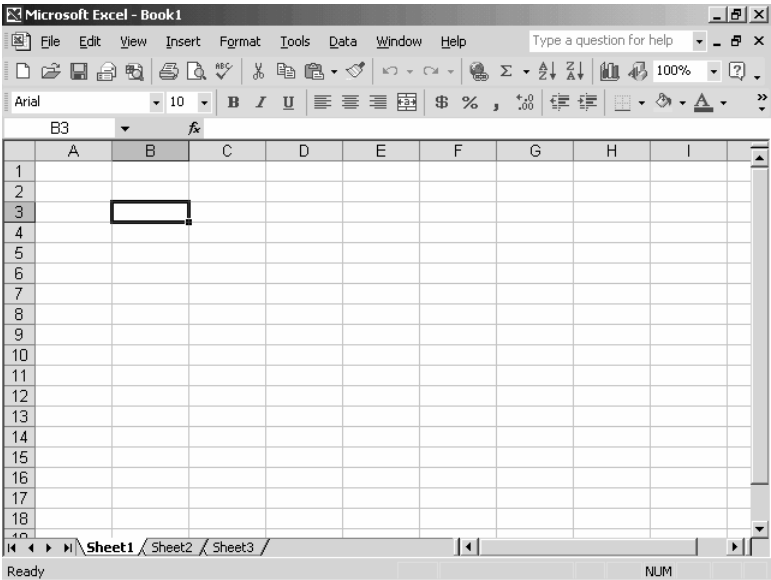 Microsoft Excel - Book1
File Edit View Insert Format Tools Data Window Help Type a question for help
ABC Σ A Z Z A 100% ?
Arial 10 B I U $ % , A
B3 fx
A B C D E F G H I
1
2
3
4
5
6
7
8
9
10
11
12
13
14
15
16
17
18
19
Sheet1 Sheet2 Sheet3
Ready NUM